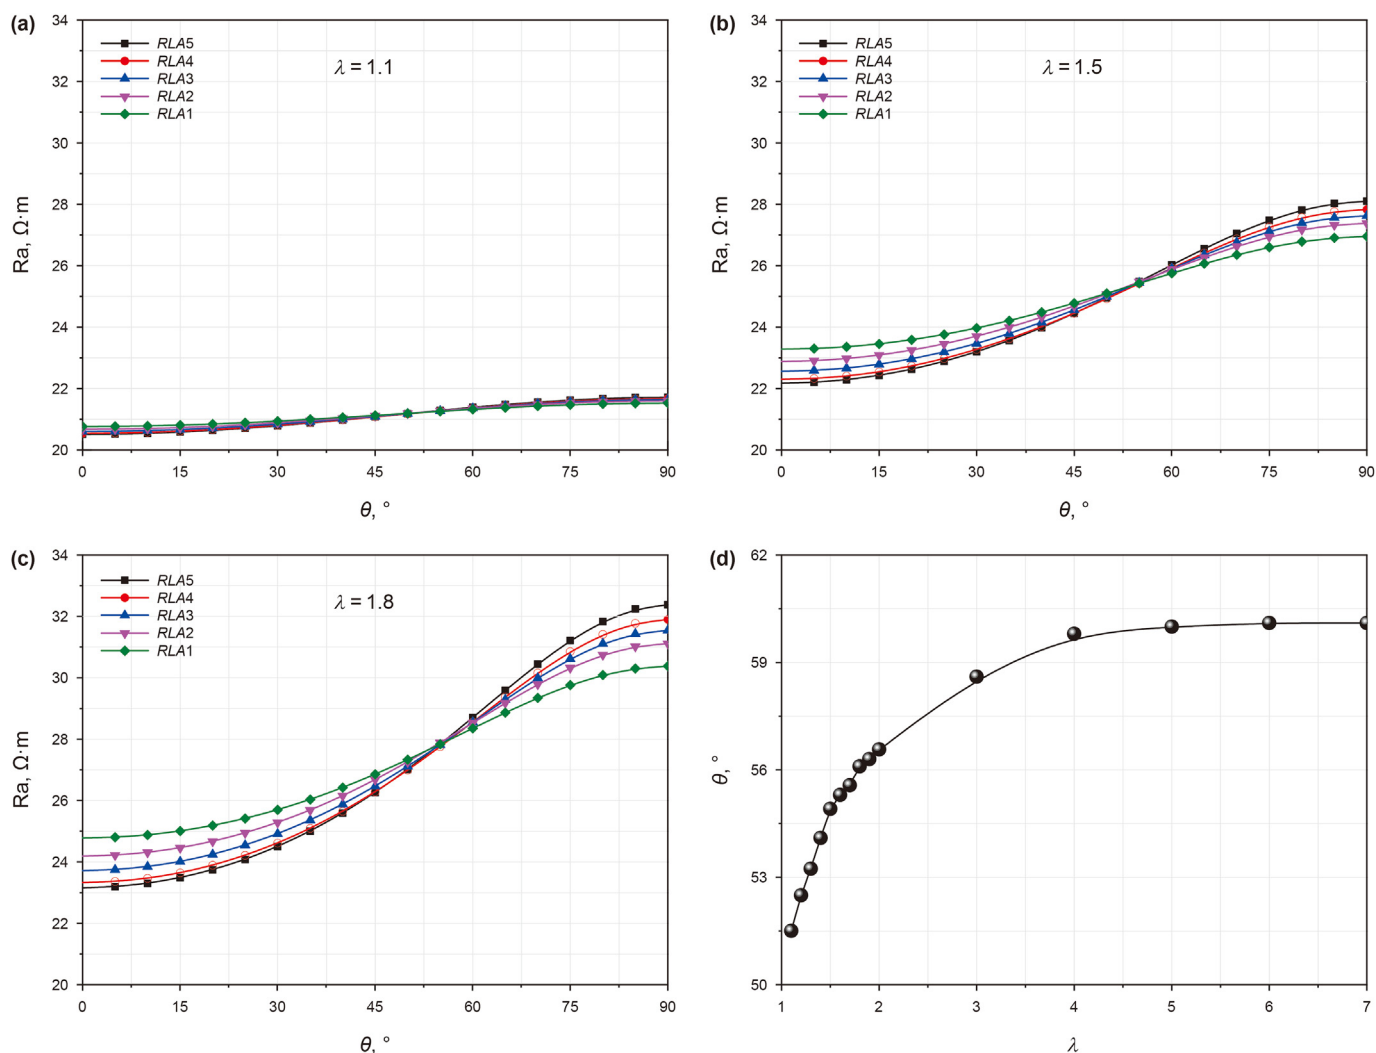 (a)
34
32
30
28
26
24
22
20
Ra, Ω·m
RLA5
RLA4
RLA3
RLA2
RLA1
λ = 1.1
0 15 30 45 60 75 90
θ, °
(b)
34
32
30
28
26
24
22
20
Ra, Ω·m
RLA5
RLA4
RLA3
RLA2
RLA1
λ = 1.5
0 15 30 45 60 75 90
θ, °
(c)
34
32
30
28
26
24
22
20
Ra, Ω·m
RLA5
RLA4
RLA3
RLA2
RLA1
λ = 1.8
0 15 30 45 60 75 90
θ, °
(d)
62
59
56
53
50
θ, °
1 2 3 4 5 6 7
λ